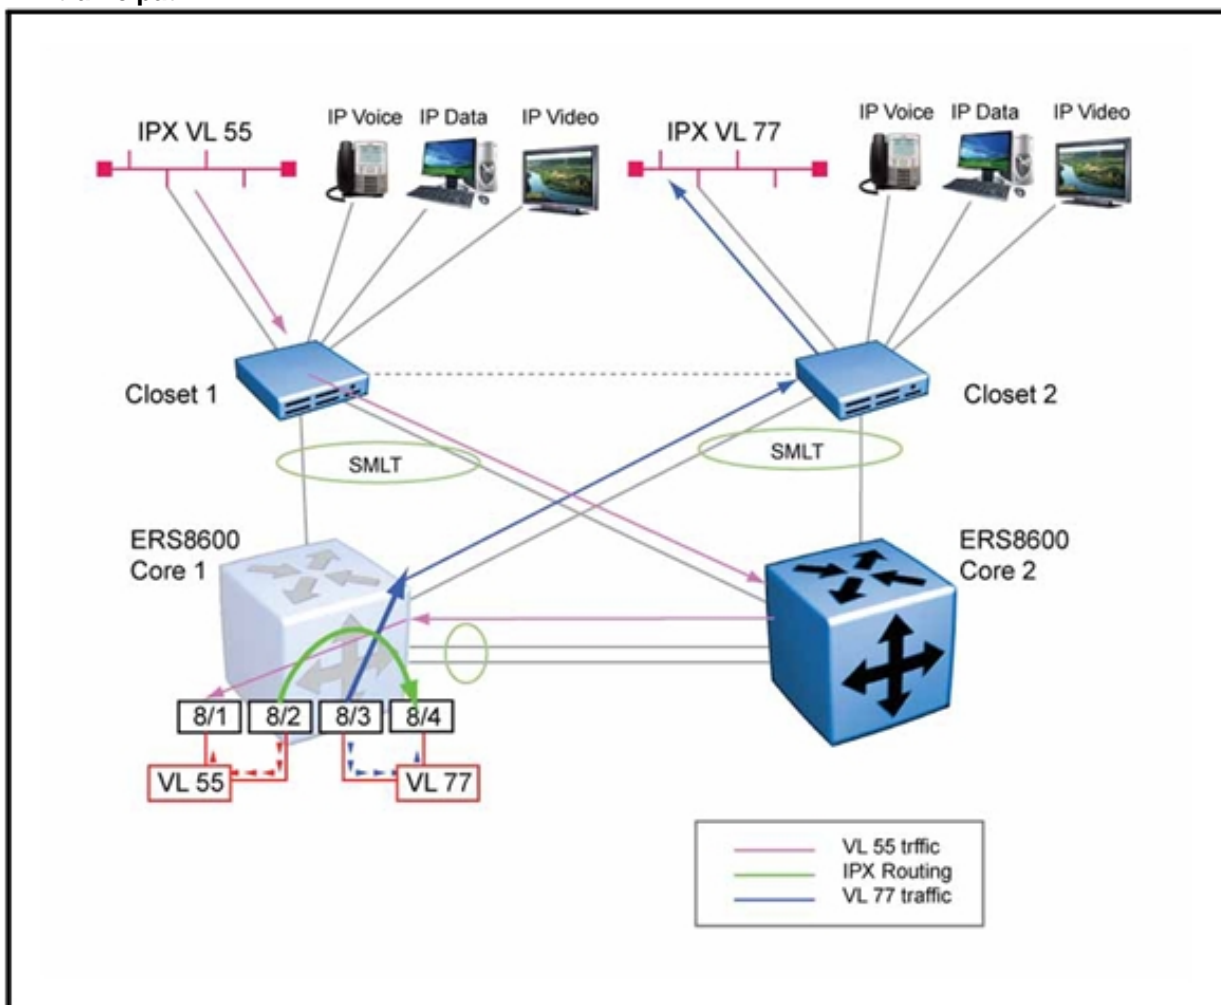 IPX VL 55
IP Voice
IP Data
IP Video
IPX VL 77
IP Voice
IP Data
IP Video
Closet 1
Closet 2
SMLT
SMLT
ERS8600
Core 1
ERS8600
Core 2
8/1
8/2
8/3
8/4
VL 55
VL 77
VL 55 trffic
IPX Routing
VL 77 traffic